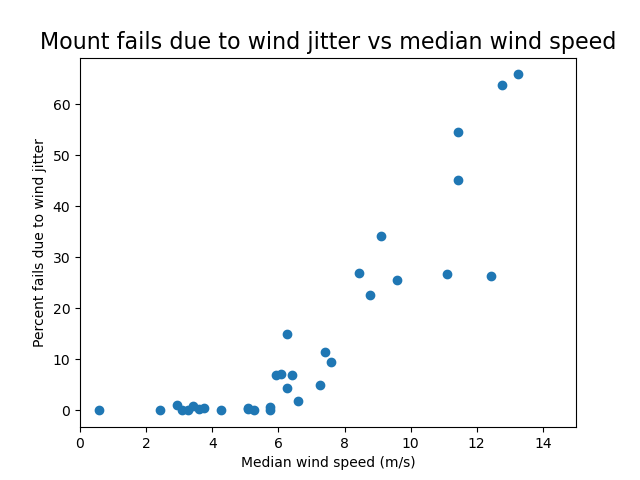 Mount fails due to wind jitter vs median wind speed
Percent fails due to wind jitter
60
50
40
30
20
10
0
0 2 4 6 8 10 12 14
Median wind speed (m/s)